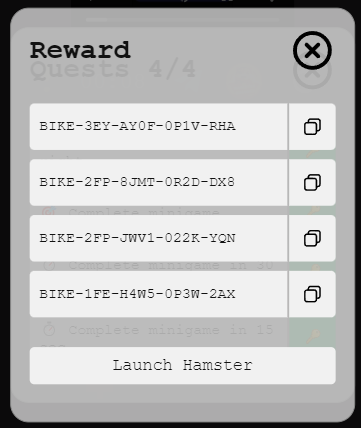 Reward
Quests 4/4
BIKE-3EY-AY0F-0P1V-RHA
BIKE-2FP-8JMT-0R2D-DX8
Complete minigame
BIKE-2FP-JWV1-022K-YQN
Complete minigame in 30
BIKE-1FE-H4W5-0P3W-2AX
Complete minigame in 15
Launch Hamster